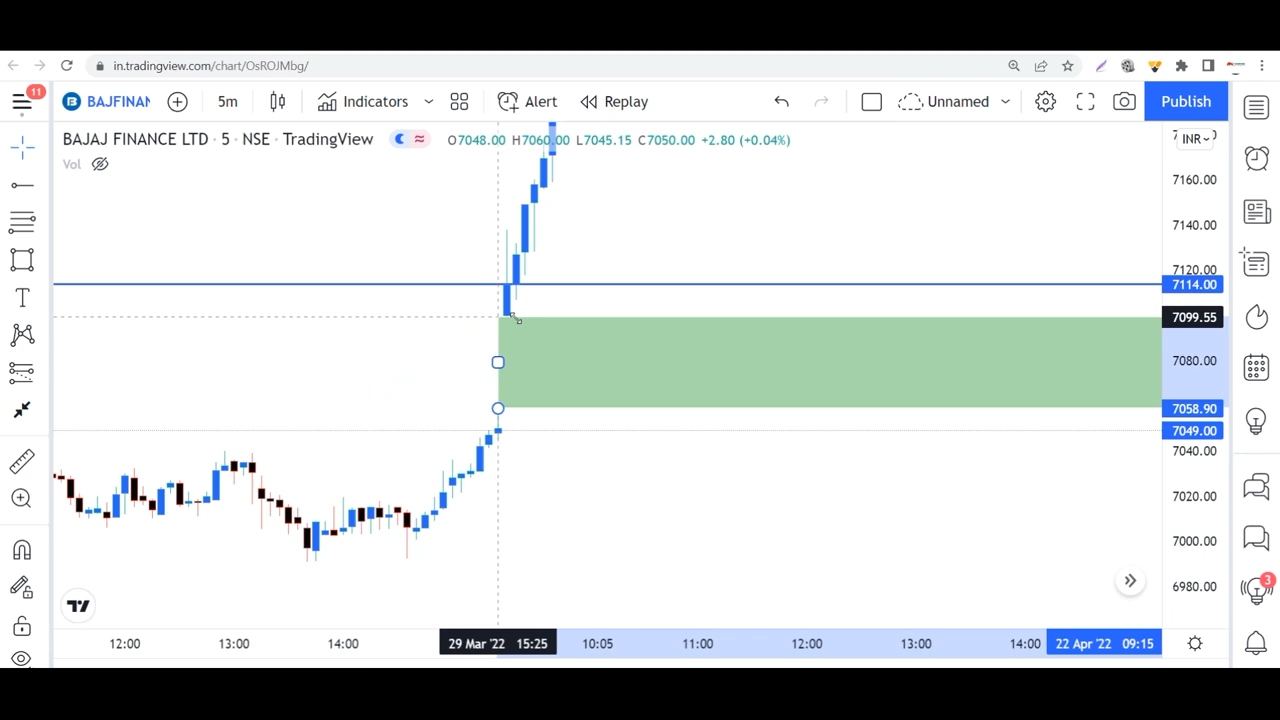 in.tradingview.com/chart/OsROJMbg/
11
BAJFINAN
5m
Indicators
Alert
Replay
Unnamed
Publish
BAJAJ FINANCE LTD · 5 · NSE · TradingView
O7048.00 H7060.00 L7045.15 C7050.00 +2.80 (+0.04%)
INR
Vol
7160.00
7140.00
7120.00
7114.00
7099.55
7080.00
7058.90
7049.00
7040.00
7020.00
7000.00
6980.00
3
12:00
13:00
14:00
29 Mar '22 15:25
10:05
11:00
12:00
13:00
14:00
22 Apr '22 09:15